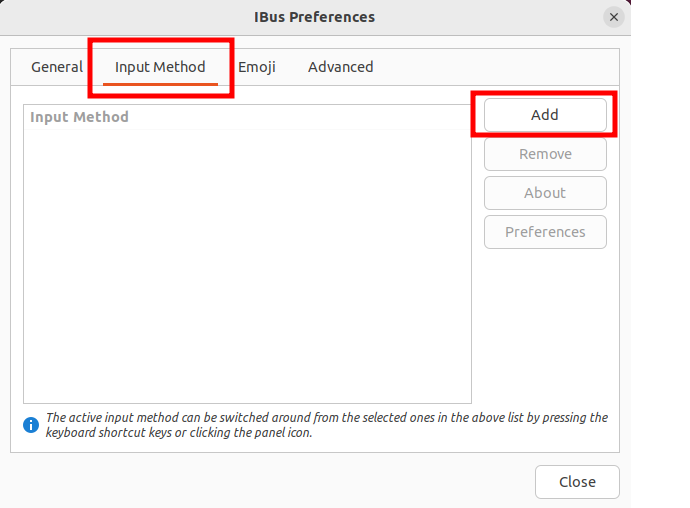 IBus Preferences
General Input Method Emoji Advanced
Input Method
Add
Remove
About
Preferences
The active input method can be switched around from the selected ones in the above list by pressing the
keyboard shortcut keys or clicking the panel icon.
Close